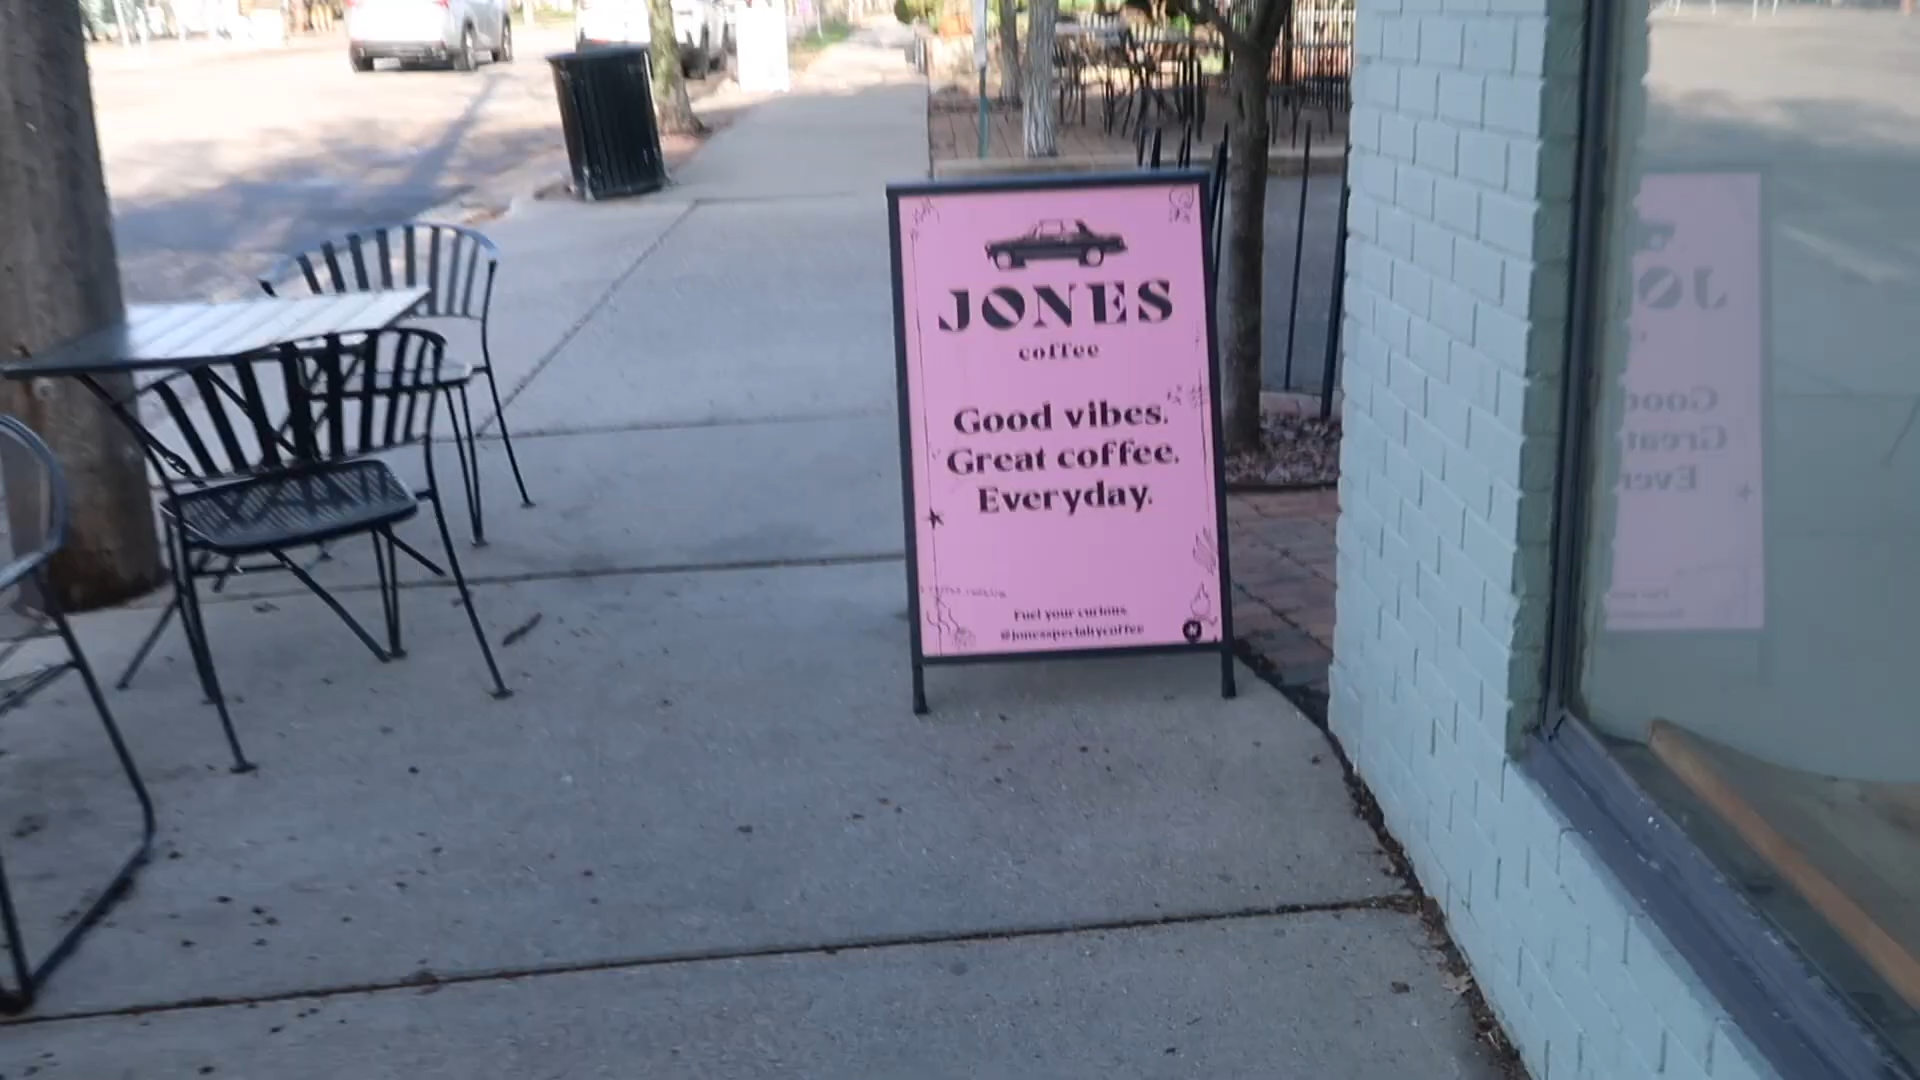 JONES
coffee
Good vibes.
Great coffee.
Everyday.
Fuel your curious.
@jonesspecialtycoffee